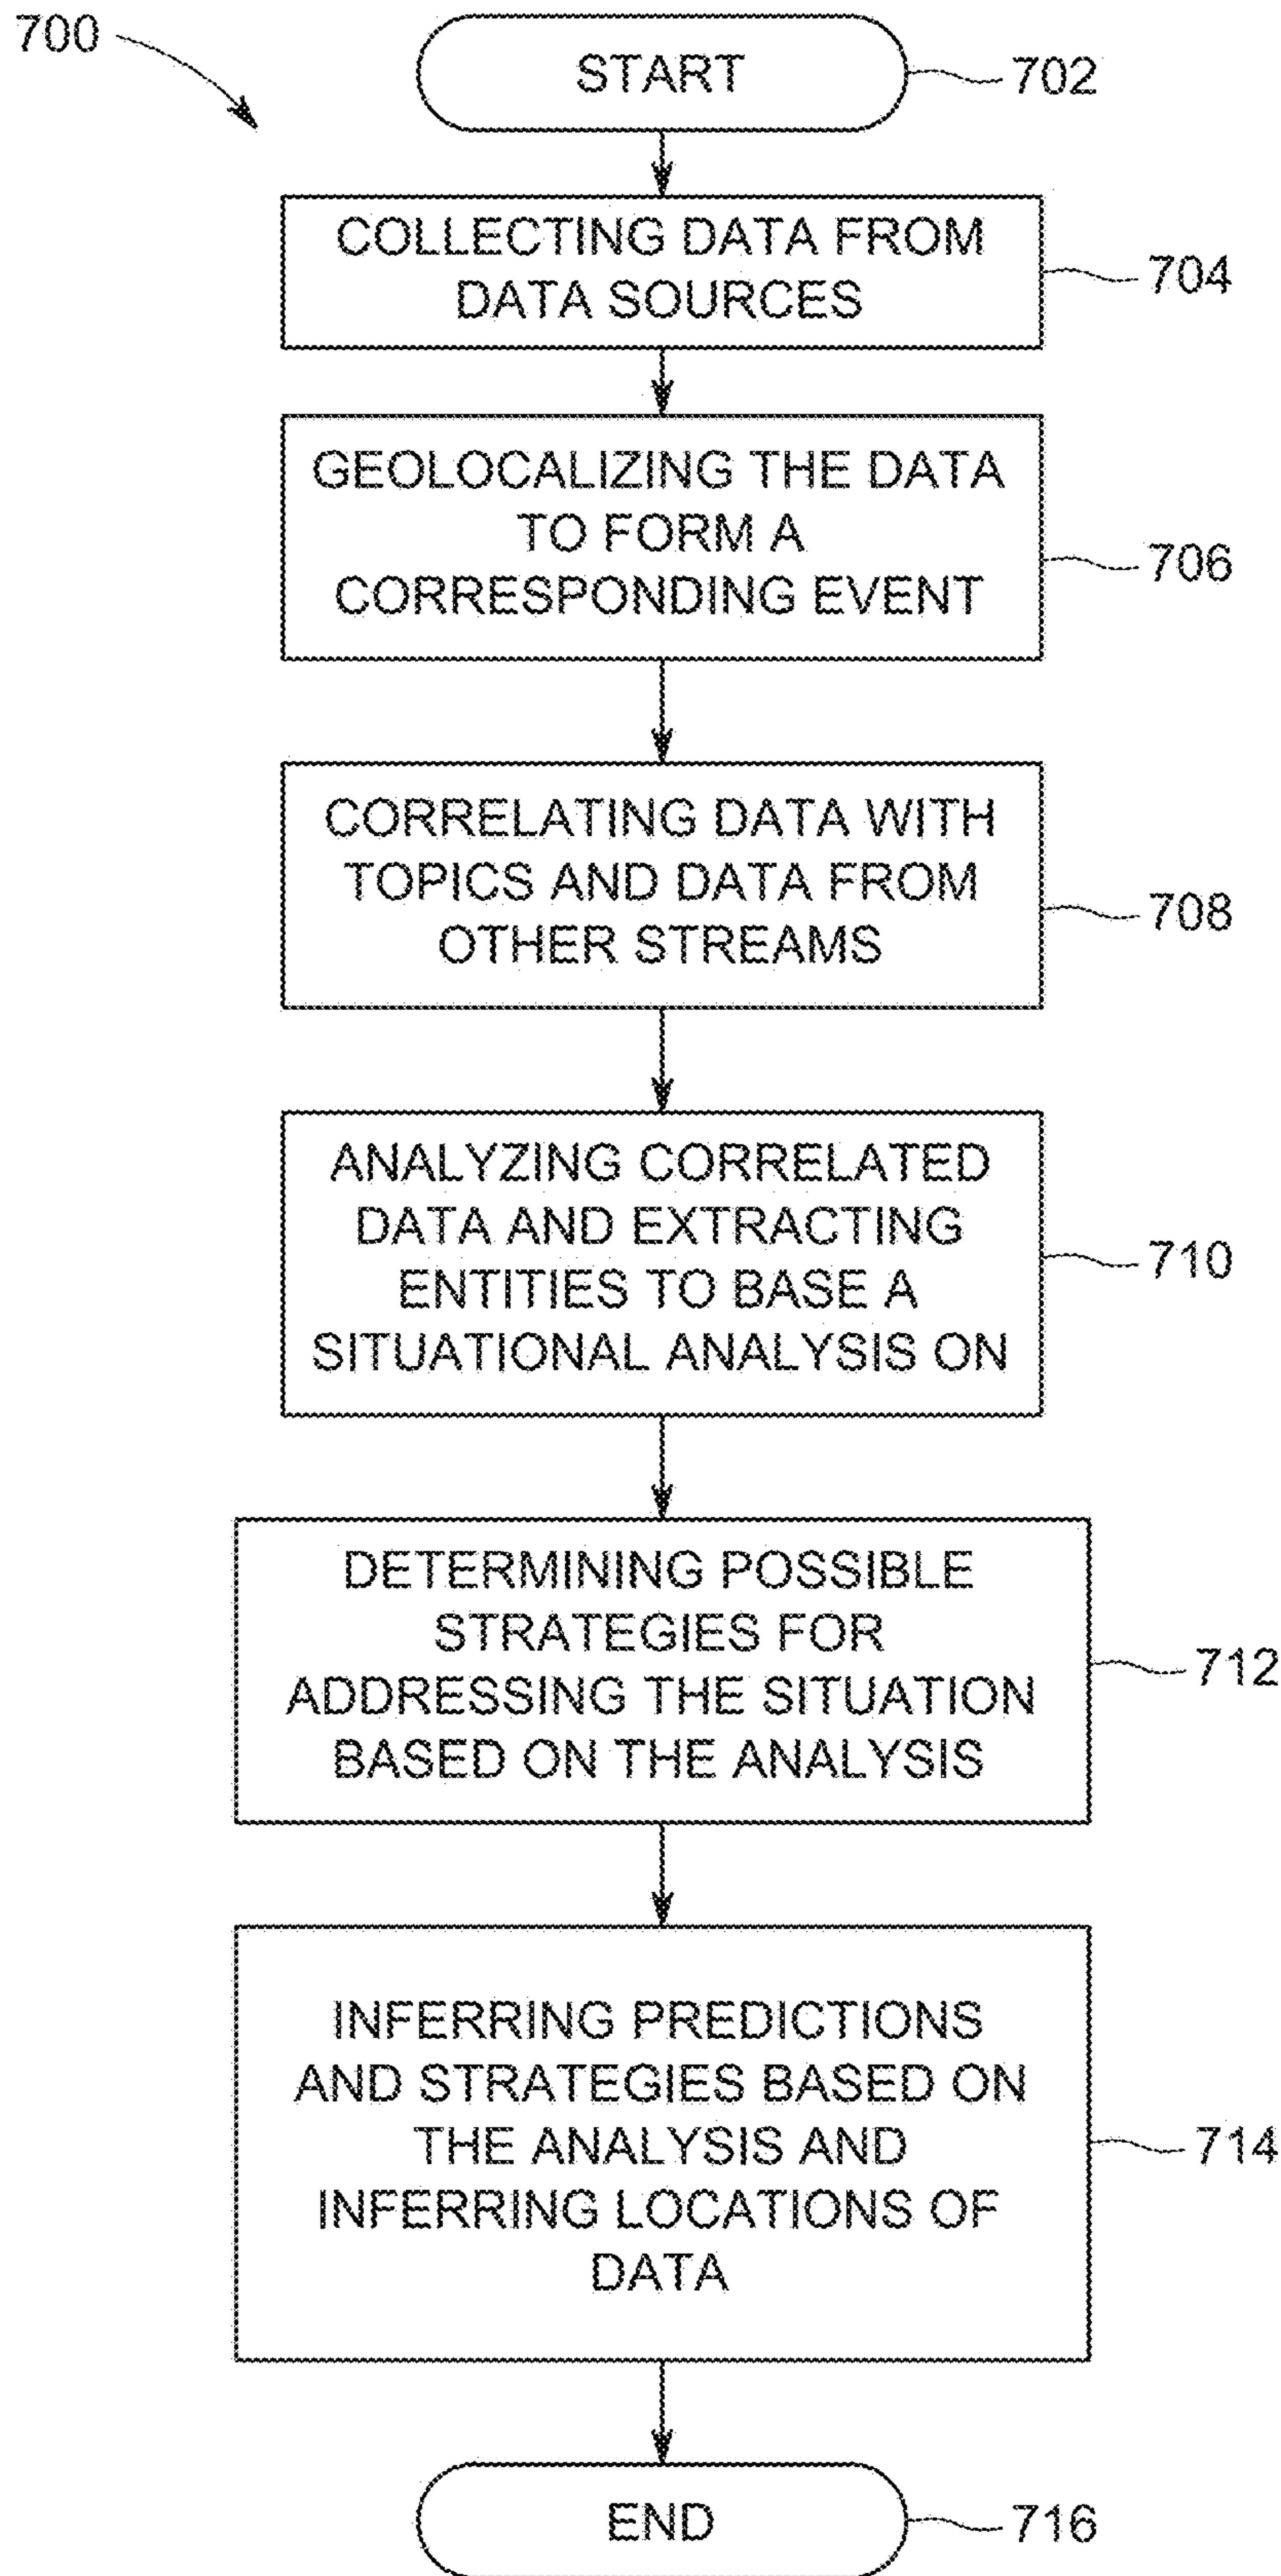 700
START
702
COLLECTING DATA FROM
DATA SOURCES
704
GEOLOCALIZING THE DATA
TO FORM A
CORRESPONDING EVENT
706
CORRELATING DATA WITH
TOPICS AND DATA FROM
OTHER STREAMS
708
ANALYZING CORRELATED
DATA AND EXTRACTING
ENTITIES TO BASE A
SITUATIONAL ANALYSIS ON
710
DETERMINING POSSIBLE
STRATEGIES FOR
ADDRESSING THE SITUATION
BASED ON THE ANALYSIS
712
INFERRING PREDICTIONS
AND STRATEGIES BASED ON
THE ANALYSIS AND
INFERRING LOCATIONS OF
DATA
714
END
716